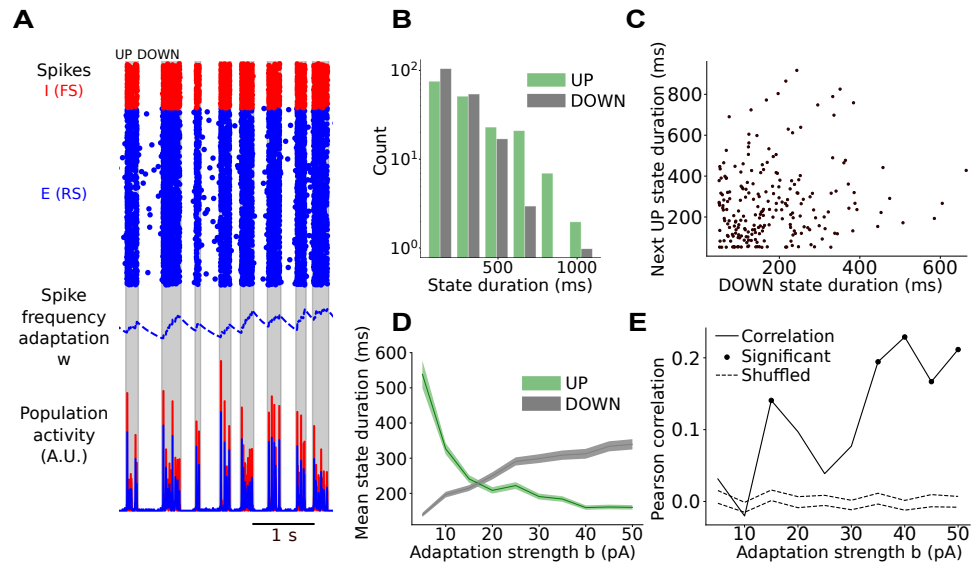 A
UP DOWN
Spikes
I (FS)
E (RS)
Spike
frequency
adaptation
w
Population
activity
(A.U.)
1 s
B
Count
10²
10¹
10⁰
UP
DOWN
500
1000
State duration (ms)
C
Next UP state duration (ms)
800
600
400
200
200
400
600
DOWN state duration (ms)
D
Mean state duration (ms)
600
500
400
300
200
UP
DOWN
10
20
30
40
50
Adaptation strength b (pA)
E
Pearson correlation
0.2
0.1
0.0
Correlation
Significant
Shuffled
10
20
30
40
50
Adaptation strength b (pA)